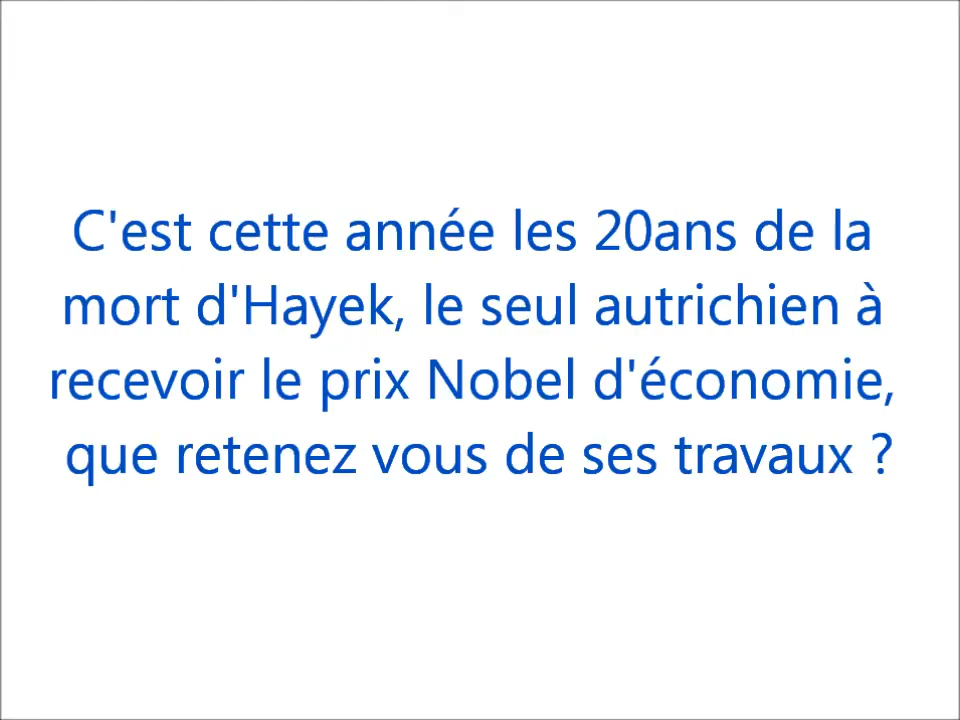 C'est cette année les 20ans de la
mort d'Hayek, le seul autrichien à
recevoir le prix Nobel d'économie,
que retenez vous de ses travaux ?